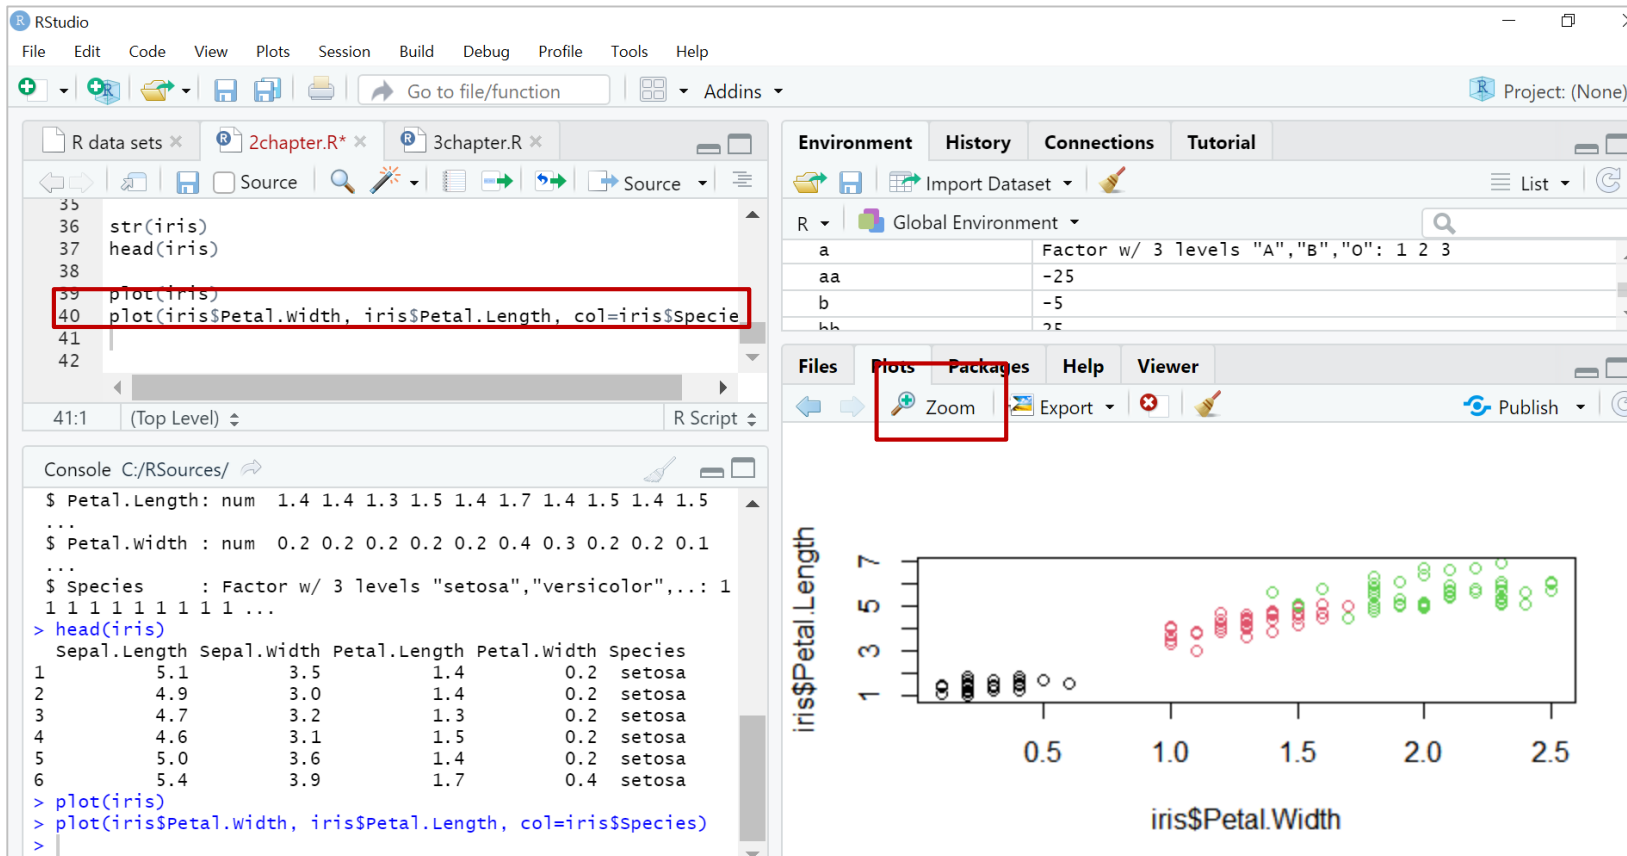 RStudio
File Edit Code View Plots Session Build Debug Profile Tools Help
Go to file/function Addins Project: (None)
R data sets 2chapter.R* 3chapter.R
Source Source
35
36 str(iris)
37 head(iris)
38
39 plot(iris)
40 plot(iris$Petal.Width, iris$Petal.Length, col=iris$Specie
41
42
41:1 (Top Level) R Script
Console C:/RSources/
$ Petal.Length: num 1.4 1.4 1.3 1.5 1.4 1.7 1.4 1.5 1.4 1.5
...
$ Petal.Width : num 0.2 0.2 0.2 0.2 0.2 0.4 0.3 0.2 0.2 0.1
...
$ Species : Factor w/ 3 levels "setosa","versicolor",..: 1
1 1 1 1 1 1 1 1 1 ...
> head(iris)
Sepal.Length Sepal.Width Petal.Length Petal.Width Species
1 5.1 3.5 1.4 0.2 setosa
2 4.9 3.0 1.4 0.2 setosa
3 4.7 3.2 1.3 0.2 setosa
4 4.6 3.1 1.5 0.2 setosa
5 5.0 3.6 1.4 0.2 setosa
6 5.4 3.9 1.7 0.4 setosa
> plot(iris)
> plot(iris$Petal.Width, iris$Petal.Length, col=iris$Species)
>
Environment History Connections Tutorial
Import Dataset List
R Global Environment
a Factor w/ 3 levels "A","B","O": 1 2 3
aa -25
b -5
bb 25
Files Plots Packages Help Viewer
Zoom Export Publish
iris$Petal.Length
7
5
3
1
0.5 1.0 1.5 2.0 2.5
iris$Petal.Width